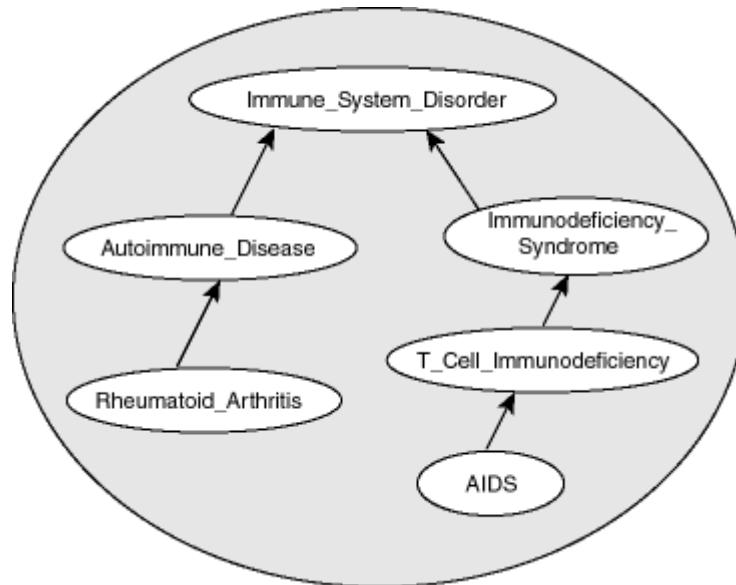 Immune_System_Disorder
Autoimmune_Disease
Immunodeficiency_
Syndrome
Rheumatoid_Arthritis
T_Cell_Immunodeficiency
AIDS